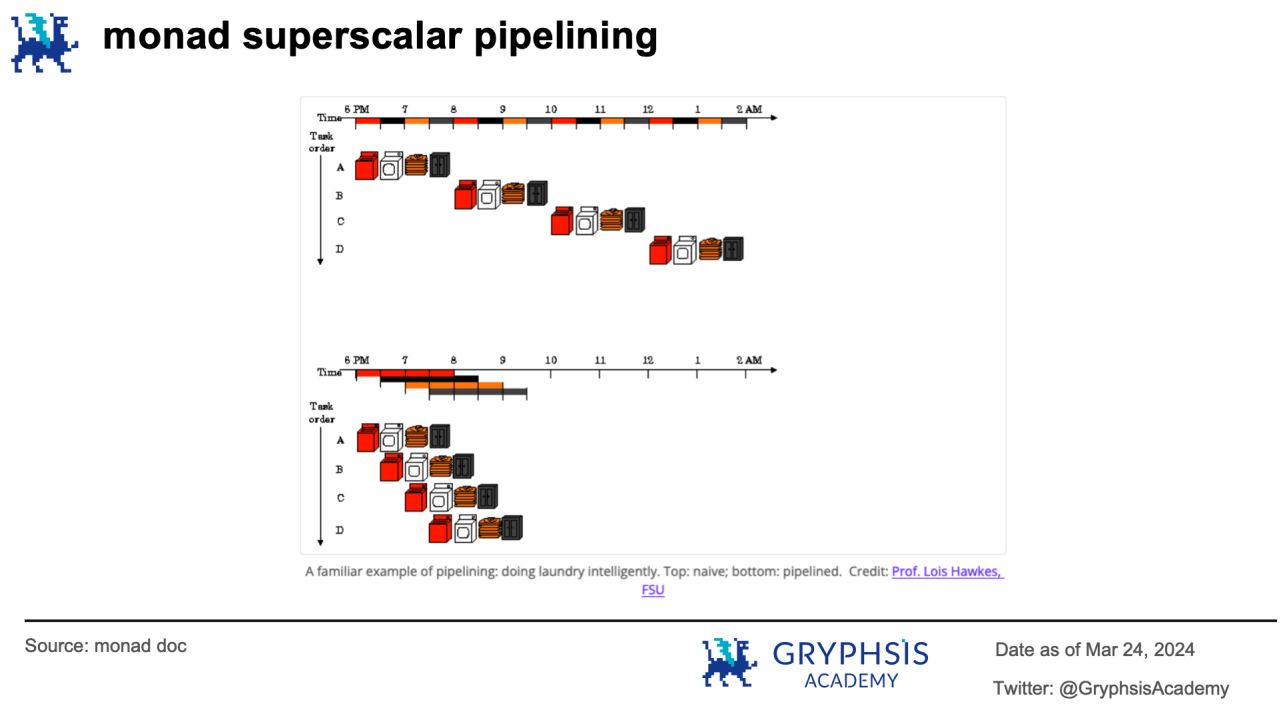 monad superscalar pipelining
6 PM 7 8 9 10 11 12 1 2 AM
Time
Task
order
A
B
C
D
6 PM 7 8 9 10 11 12 1 2 AM
Time
Task
order
A
B
C
D
A familiar example of pipelining: doing laundry intelligently. Top: naive; bottom: pipelined. Credit: Prof. Lois Hawkes,
FSU
Source: monad doc
GRYPHSIS
ACADEMY
Date as of Mar 24, 2024
Twitter: @GryphsisAcademy